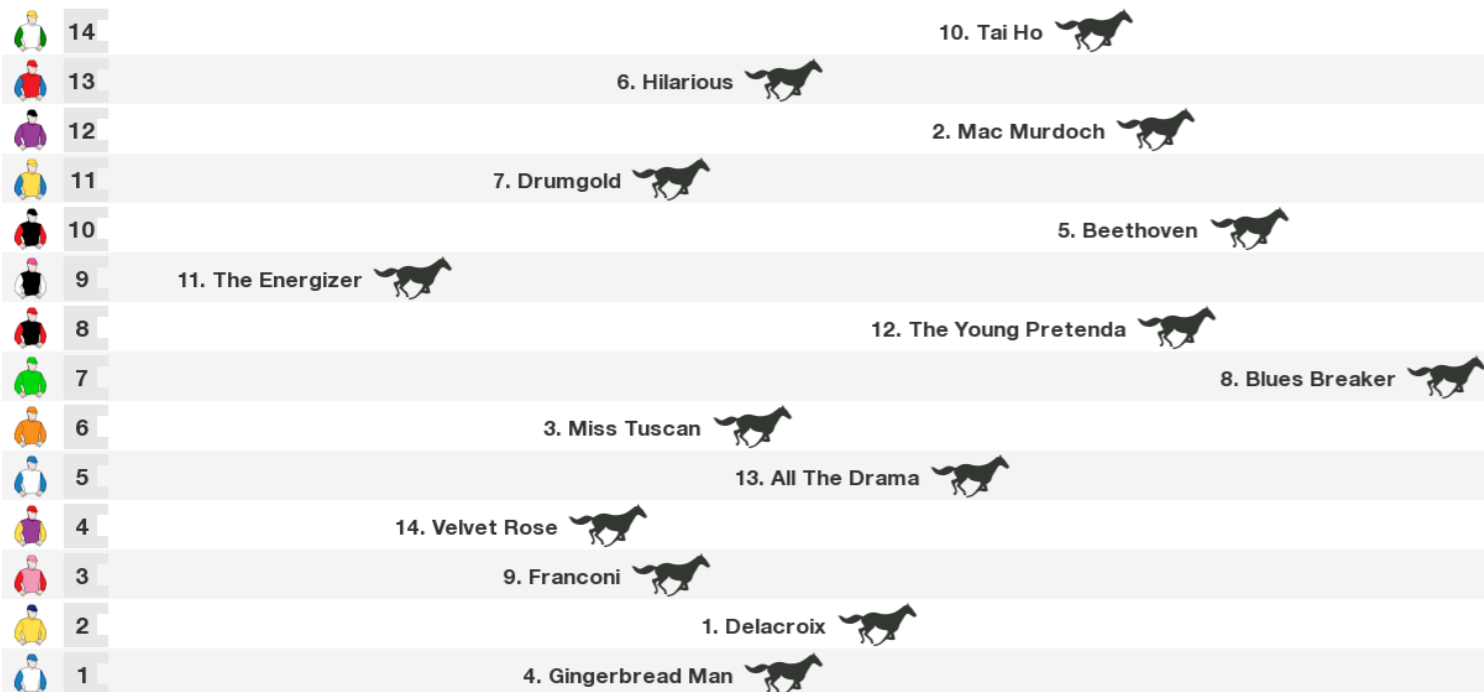 14 10. Tai Ho
13 6. Hilarious
12 2. Mac Murdoch
11 7. Drumgold
10 5. Beethoven
9 11. The Energizer
8 12. The Young Pretenda
7 8. Blues Breaker
6 3. Miss Tuscan
5 13. All The Drama
4 14. Velvet Rose
3 9. Franconi
2 1. Delacroix
1 4. Gingerbread Man